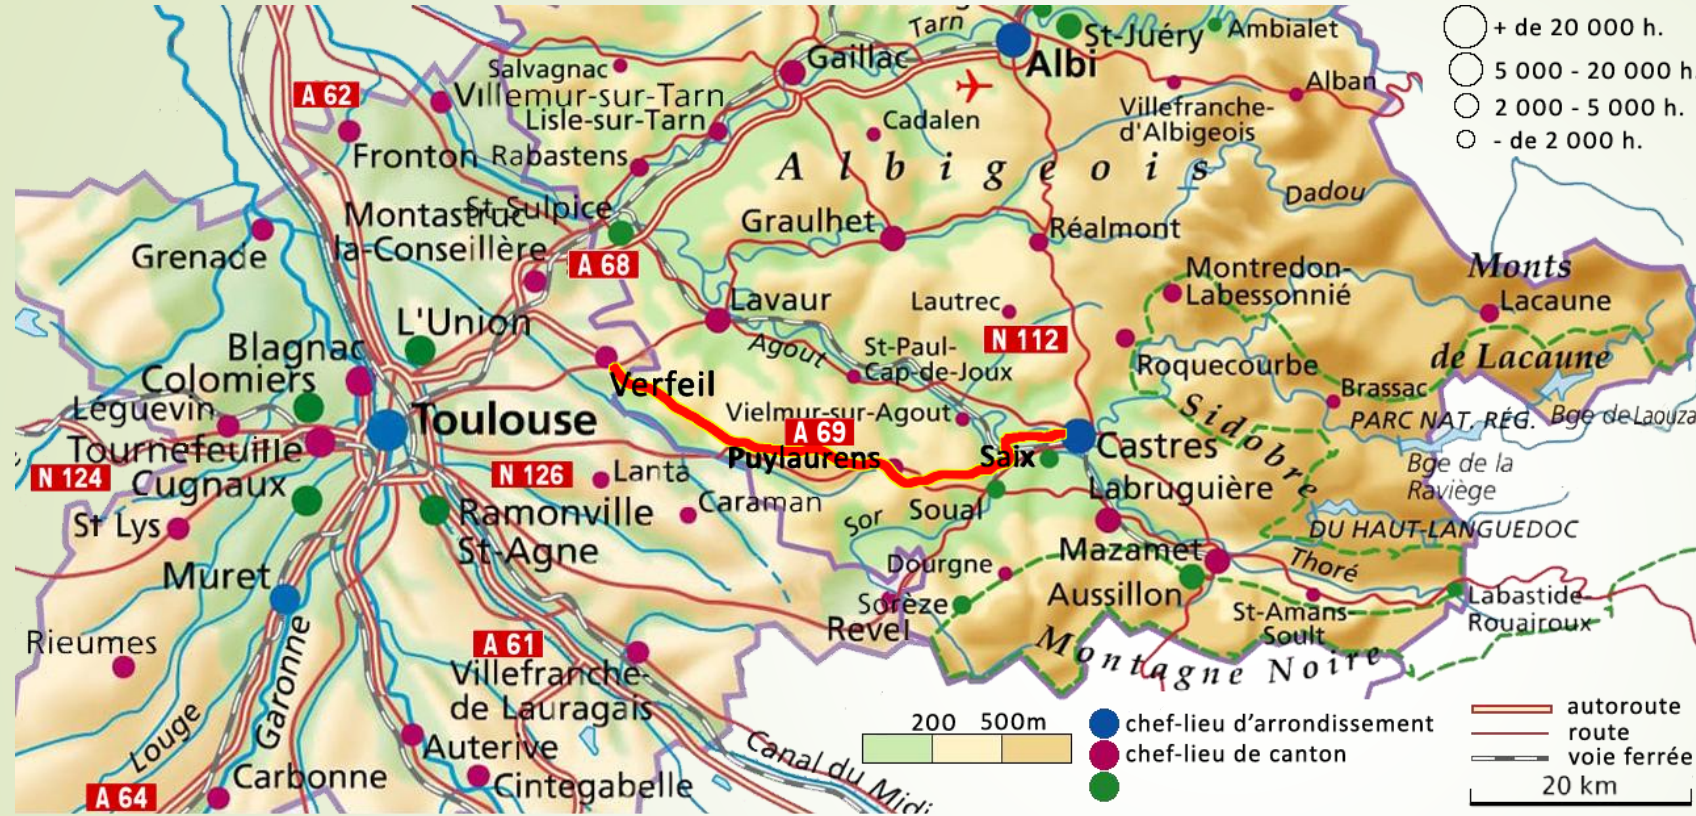 Tarn
St-Juéry
Ambialet
+ de 20 000 h.
Albi
Gaillac
Salvagnac
5 000 - 20 000 h
Alban
A 62
Villemur-sur-Tarn
Villefranche-
d'Albigeois
2 000 - 5 000 h.
Lisle-sur-Tarn
Cadalen
- de 2 000 h.
Fronton
Rabastens
Albigeois
Dadou
Montastruc
la-Conseillère
St-Sulpice
Graulhet
Réalmont
Grenade
A 68
Montredon-
Labessonnié
Monts
de Lacaune
Lacaune
Lavaur
Lautrec
L'Union
N 112
Blagnac
Agout
St-Paul-
Cap-de-Joux
Roquecourbe
Colomiers
Verfeil
Brassac
Léguevin
Toulouse
Vielmur-sur-Agout
Sidobre
PARC NAT. RÉG.
Bge de Laouza
A 69
Tournefeuille
Puylaurens
Saix
Castres
Bge de la
Raviège
N 124
Cugnaux
N 126
Lanta
Labruguière
St Lys
Ramonville
St-Agne
Caraman
Sor
Soual
DU HAUT-LANGUEDOC
Mazamet
Dourgne
Thoré
Muret
Aussillon
Sorèze
Revel
St-Amans-
Soult
Labastide-
Rouairoux
Rieumes
Garonne
A 61
Montagne Noire
Villefranche-
de Lauragais
Louge
Auterive
Canal du Midi
Carbonne
Cintegabelle
A 64
200 500m
chef-lieu d'arrondissement
chef-lieu de canton
autoroute
route
voie ferrée
20 km